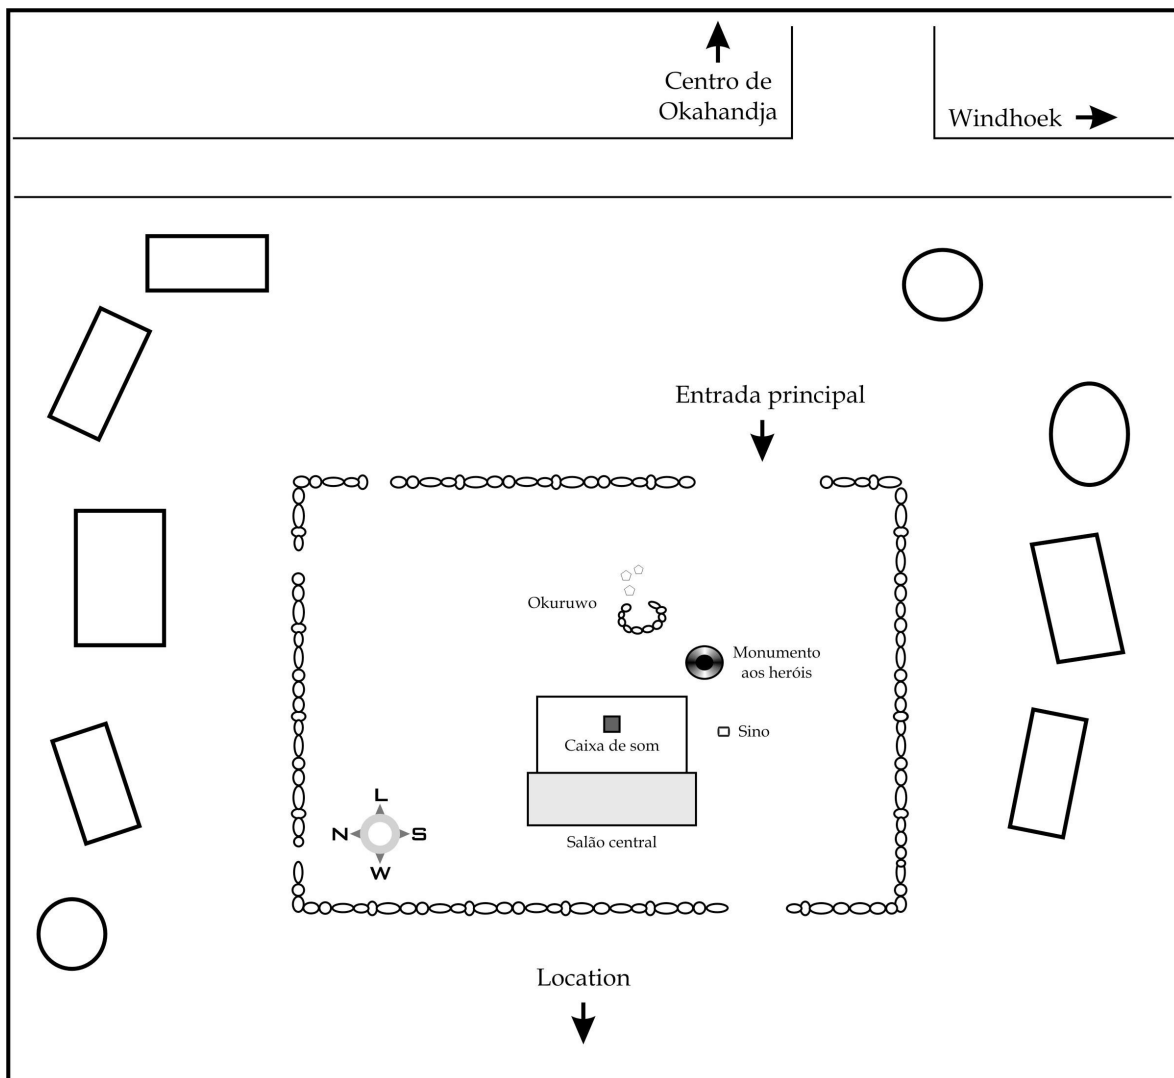 Centro de
Okahandja
Windhoek
Entrada principal
Okuruwo
Monumento
aos heróis
Sino
Caixa de som
Salão central
L
N S
W
Location